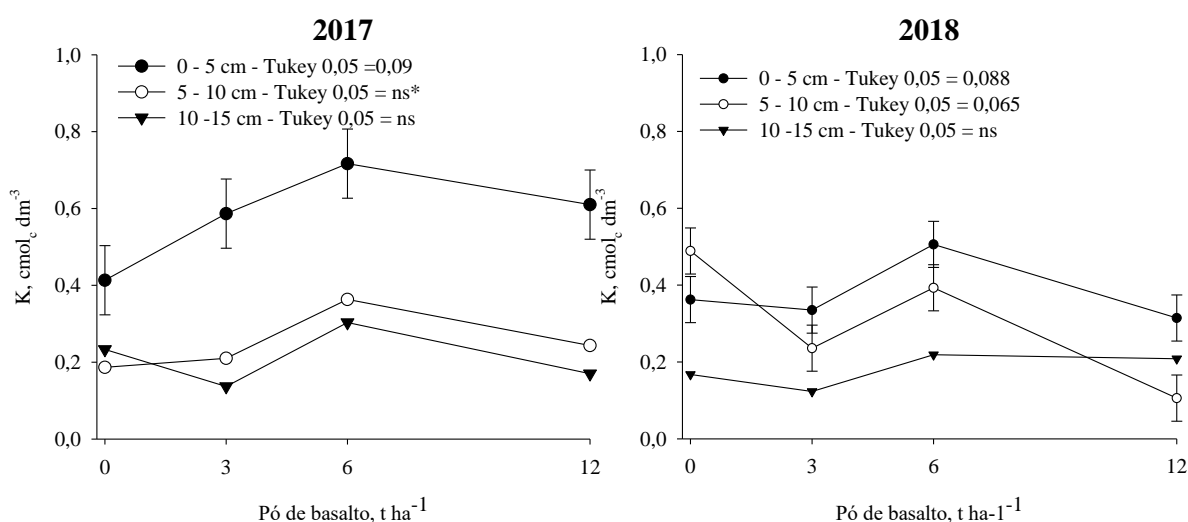 2017
1,0
0,8
0,6
0,4
0,2
0,0
K, cmol_c dm^-3
0 - 5 cm - Tukey 0,05 =0,09
5 - 10 cm - Tukey 0,05 = ns*
10 -15 cm - Tukey 0,05 = ns
0 3 6 12
Pó de basalto, t ha^-1
2018
1,0
0,8
0,6
0,4
0,2
0,0
K, cmol_c dm^-3
0 - 5 cm - Tukey 0,05 = 0,088
5 - 10 cm - Tukey 0,05 = 0,065
10 -15 cm - Tukey 0,05 = ns
0 3 6 12
Pó de basalto, t ha-1^-1